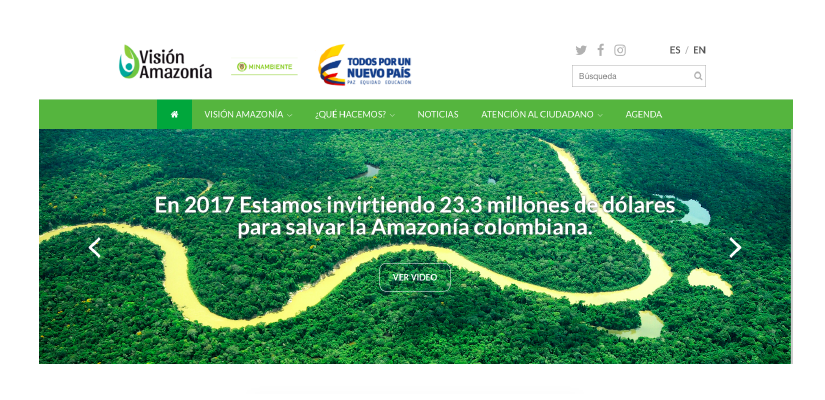 Visión
Amazonía
MINAMBIENTE
TODOS POR UN
NUEVO PAÍS
PAZ EQUIDAD EDUCACIÓN
ES / EN
Búsqueda
VISIÓN AMAZONÍA
¿QUÉ HACEMOS?
NOTICIAS
ATENCIÓN AL CIUDADANO
AGENDA
En 2017 Estamos invirtiendo 23.3 millones de dólares
para salvar la Amazonía colombiana.
VER VIDEO